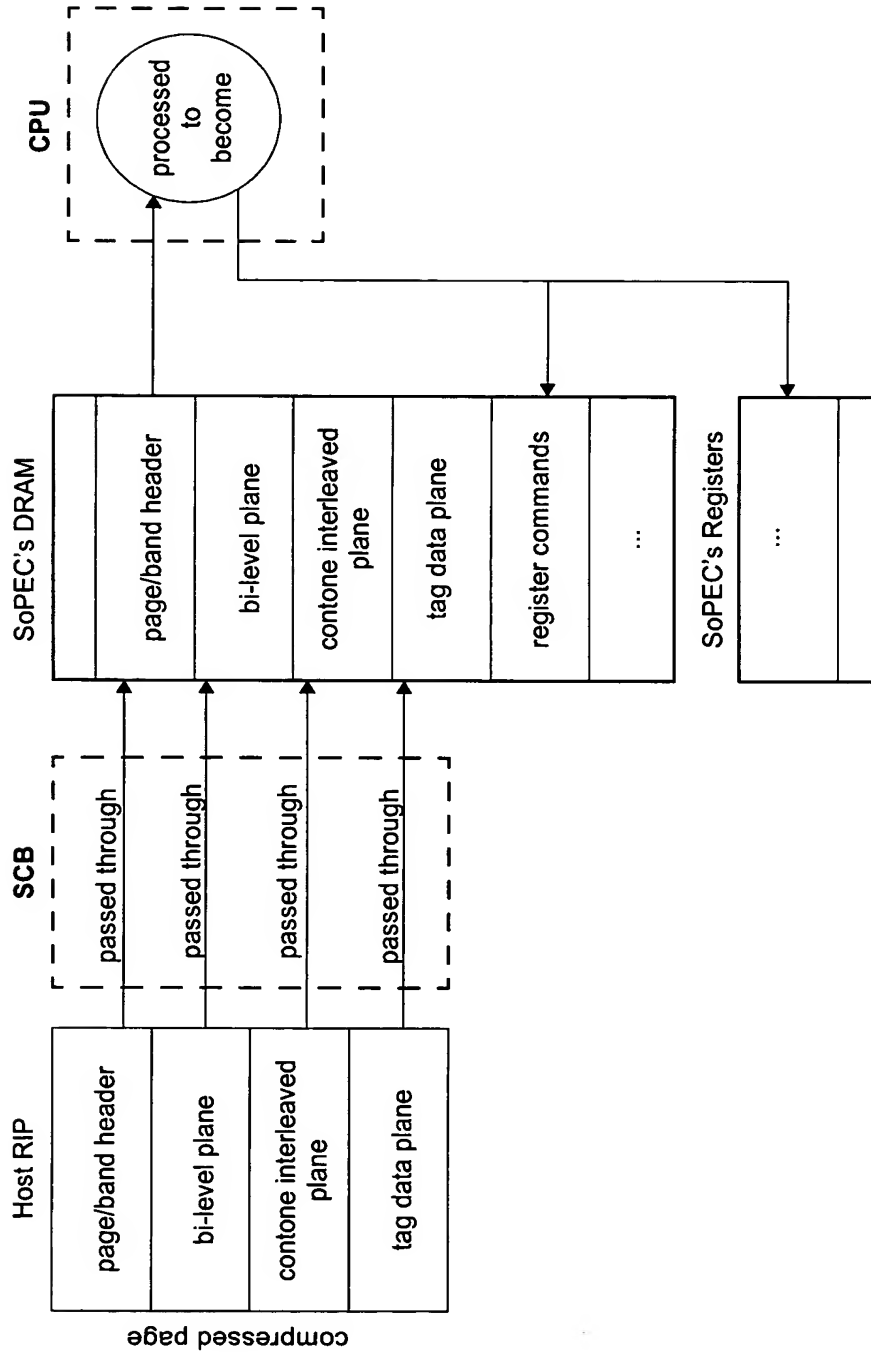 Host RIP
compressed page
page/band header
bi-level plane
contone interleaved
plane
tag data plane
SCB
passed through
passed through
passed through
passed through
SoPEC's DRAM
page/band header
bi-level plane
contone interleaved
plane
tag data plane
register commands
...
CPU
processed
to
become
SoPEC's Registers
...